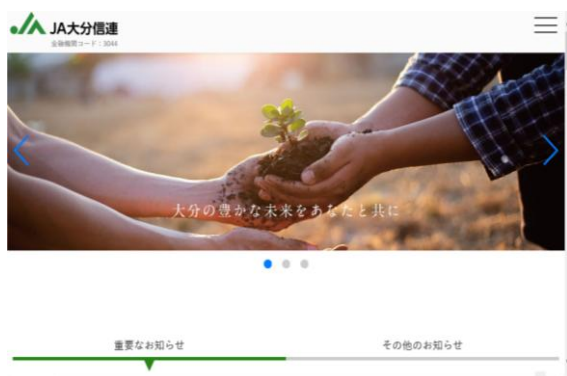 JA大分信連
金融機関コード：3044
大分の豊かな未来をあなたと共に
重要なお知らせ
その他のお知らせ